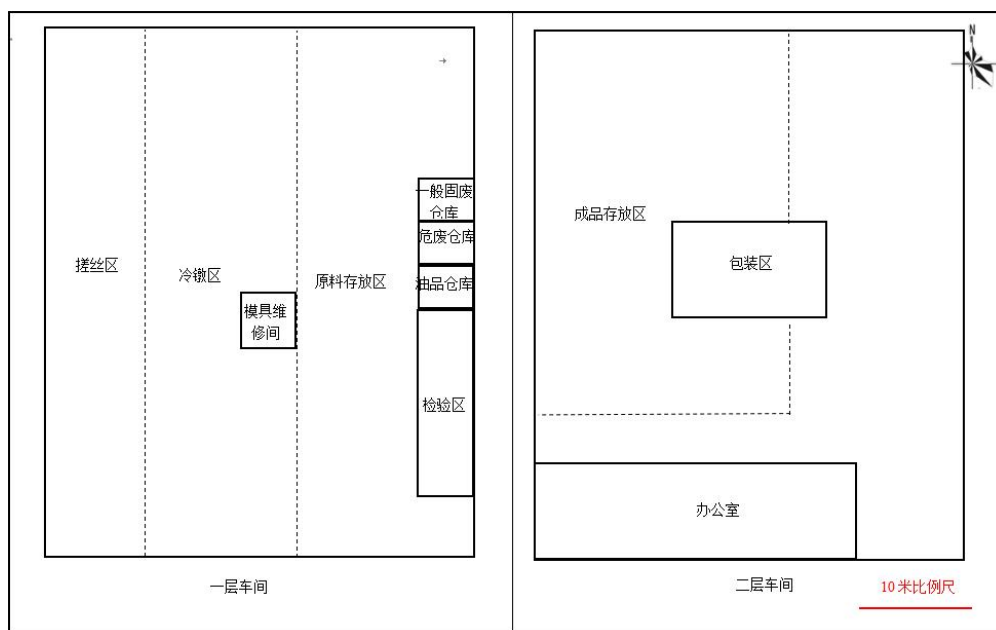 N
一般固废
仓库
危废仓库
油品仓库
搓丝区
冷镦区
原料存放区
模具维
修间
检验区
一层车间
成品存放区
包装区
办公室
二层车间
10 米比例尺